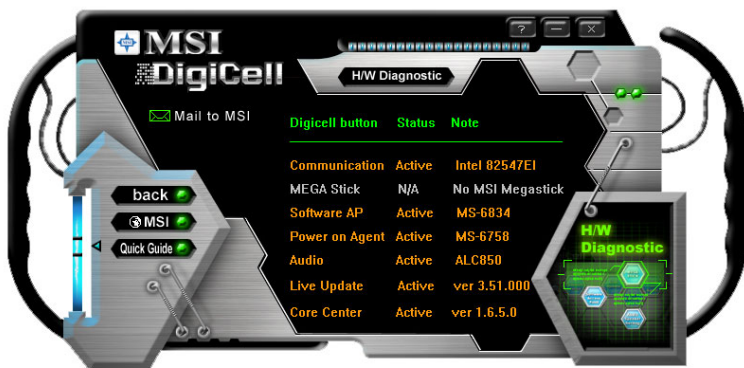 MSI
DigiCell
H/W Diagnostic
Mail to MSI
Digicell button Status Note
Communication Active Intel 82547EI
MEGA Stick N/A No MSI Megastick
Software AP Active MS-6834
Power on Agent Active MS-6758
Audio Active ALC850
Live Update Active ver 3.51.000
Core Center Active ver 1.6.5.0
back
MSI
Quick Guide
H/W
Diagnostic